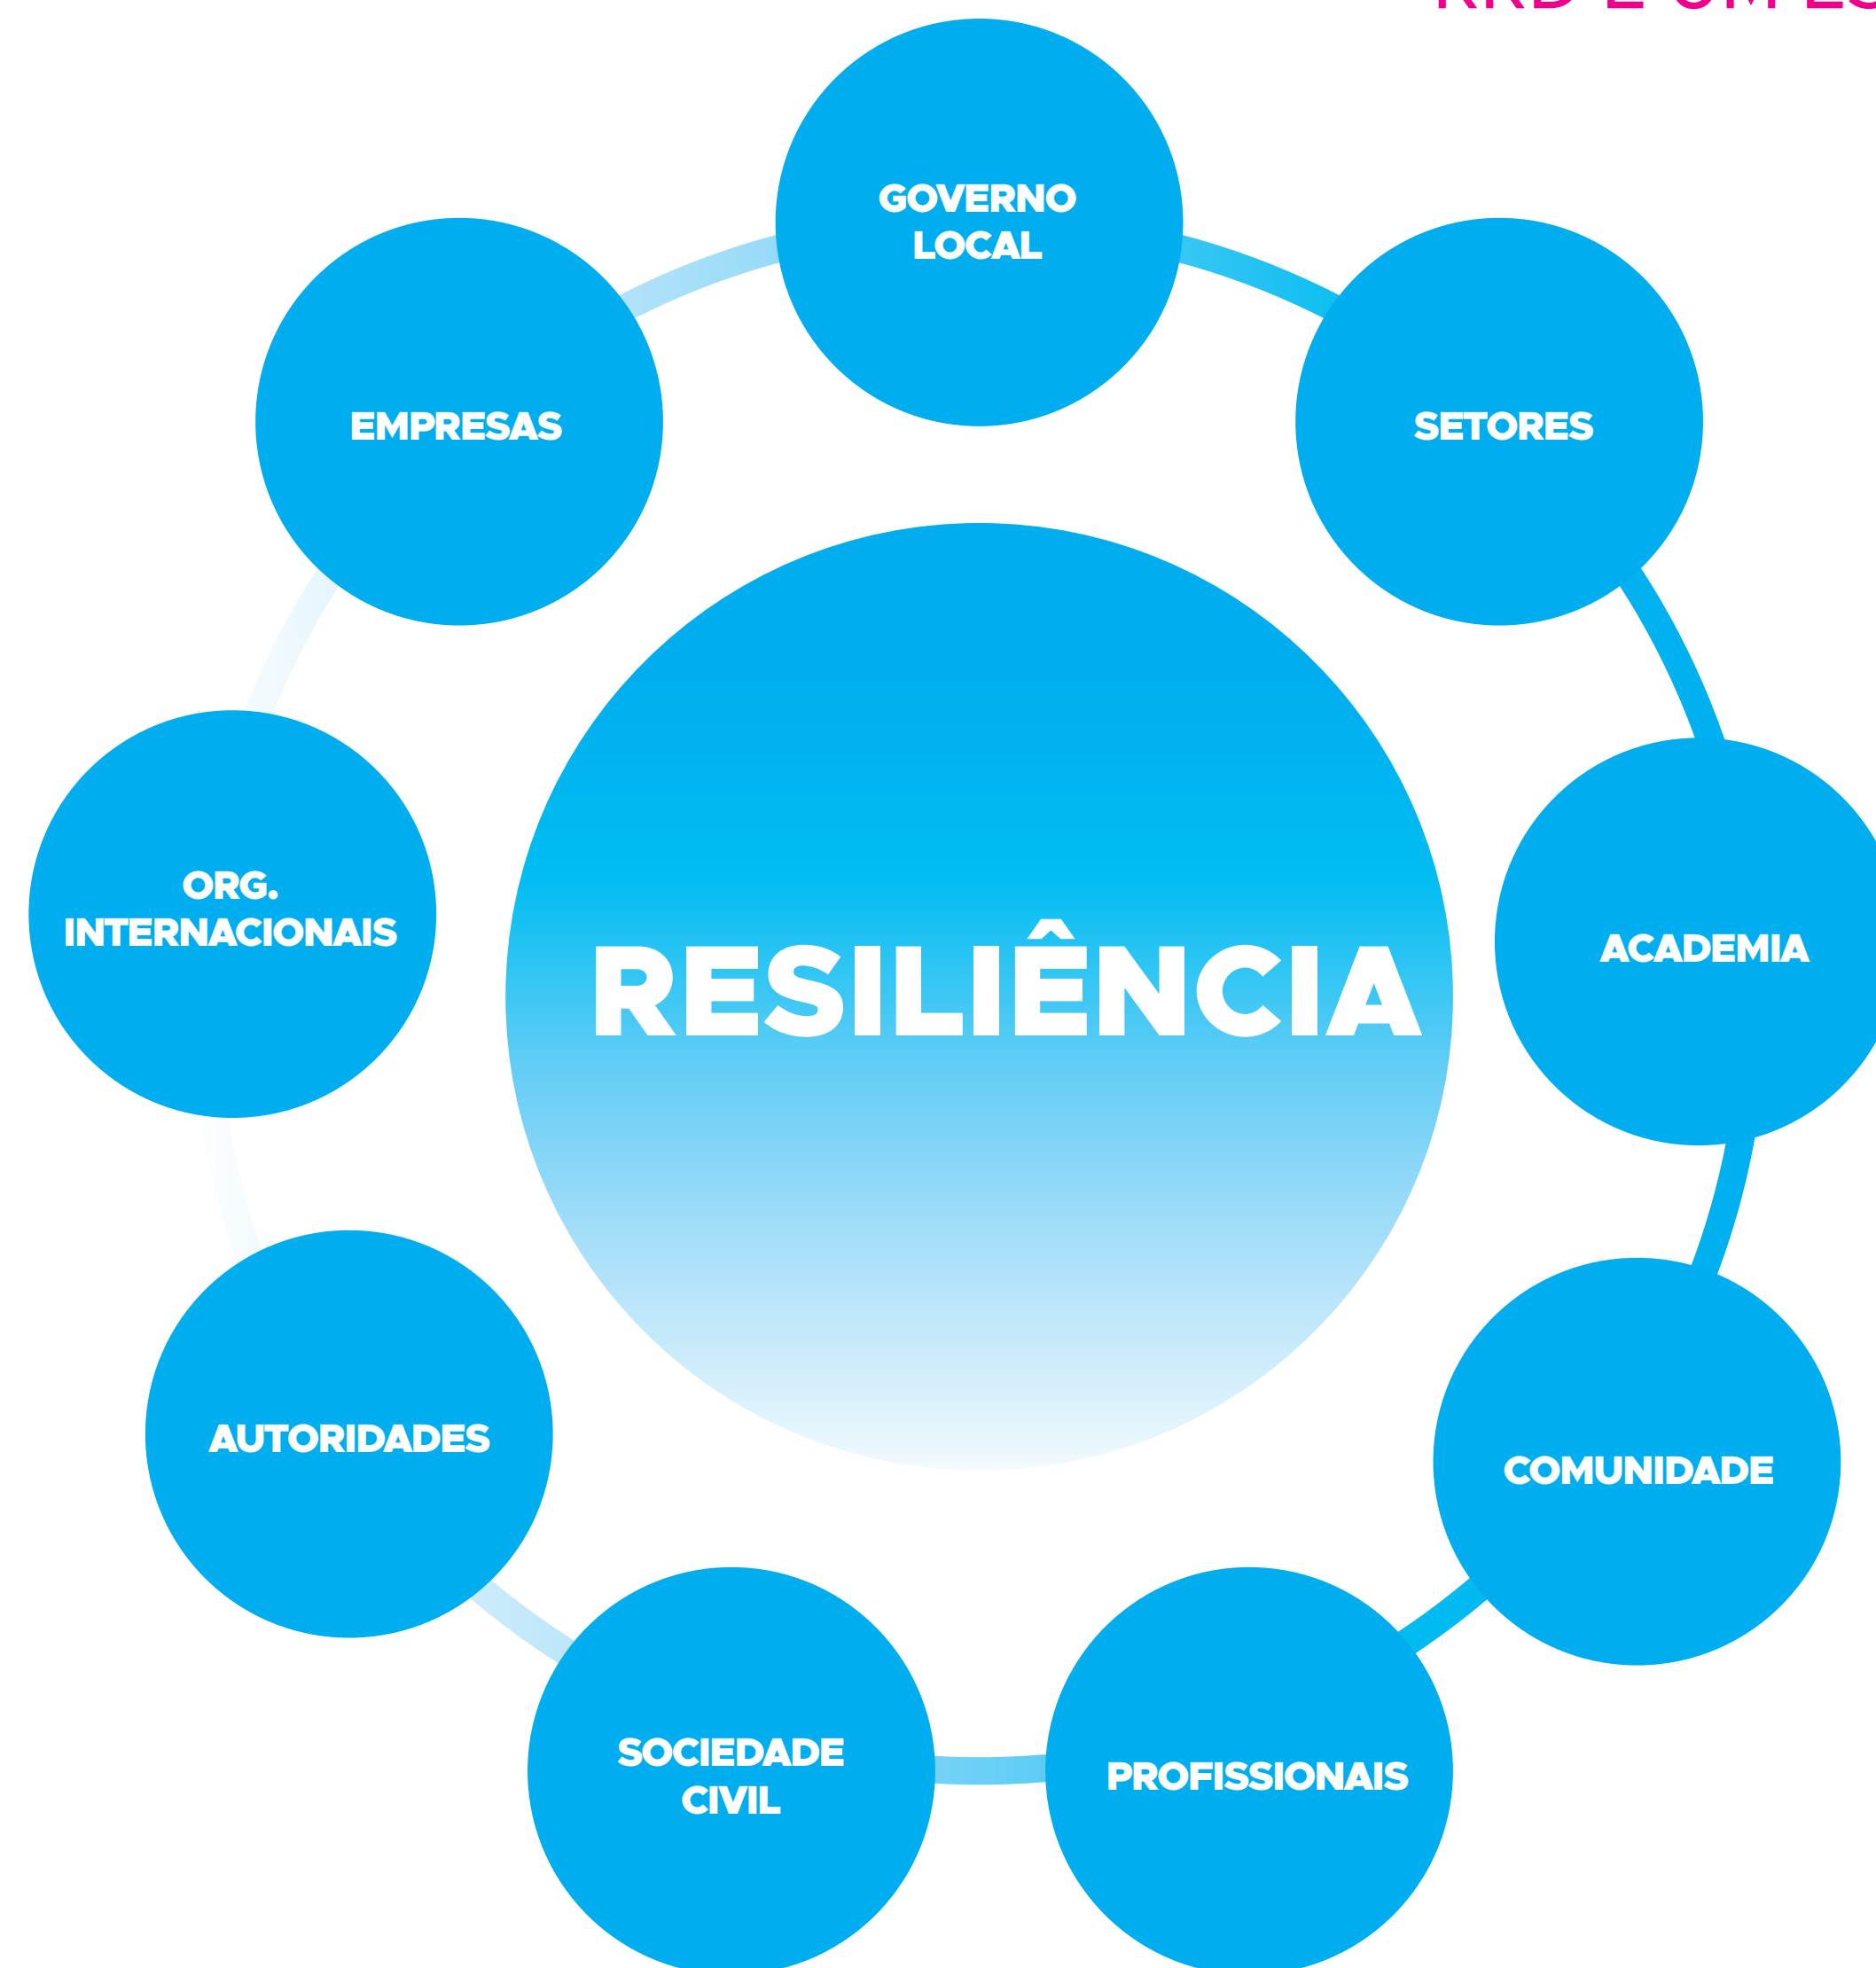 GOVERNO
LOCAL
EMPRESAS
SETORES
ORG.
INTERNACIONAIS
RESILIÊNCIA
ACADEMIA
AUTORIDADES
COMUNIDADE
SOCIEDADE
CIVIL
PROFISSIONAIS